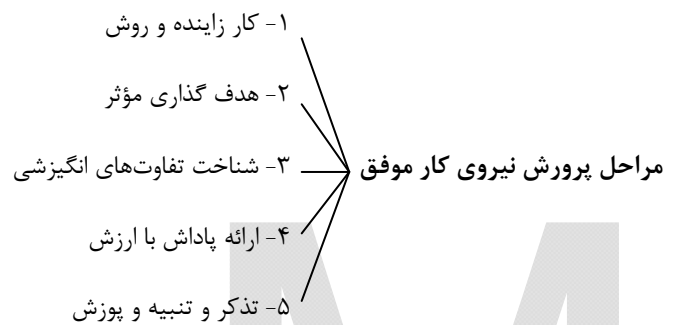 ۱- کار زاینده و روش
۲- هدف گذاری مؤثر
مراحل پرورش نیروی کار موفق
۳- شناخت تفاوت‌های انگیزشی
۴- ارائه پاداش با ارزش
۵- تذکر و تنبیه و پوزش